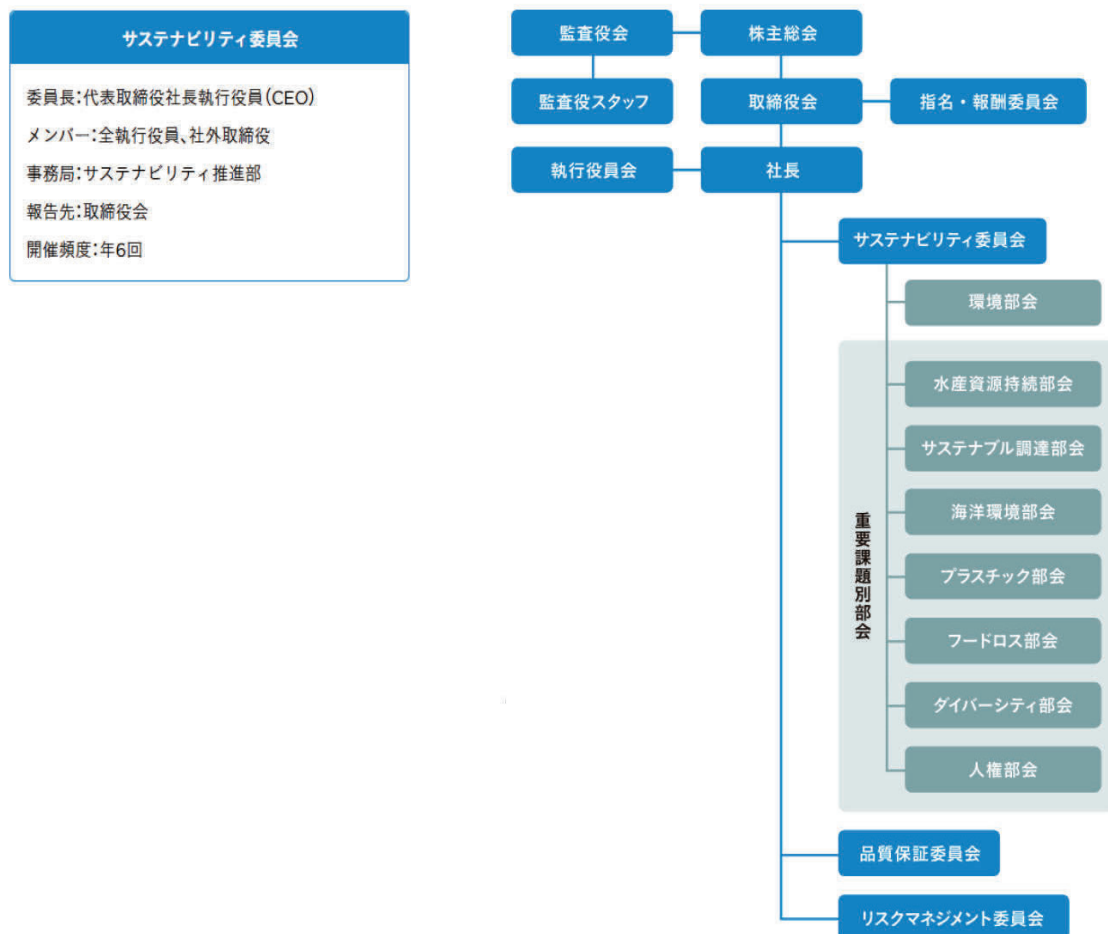 サステナビリティ委員会
委員長:代表取締役社長執行役員(CEO)
メンバー:全執行役員、社外取締役
事務局:サステナビリティ推進部
報告先:取締役会
開催頻度:年6回
監査役会
株主総会
監査役スタッフ
取締役会
指名・報酬委員会
執行役員会
社長
サステナビリティ委員会
環境部会
重要課題別部会
水産資源持続部会
サステナブル調達部会
海洋環境部会
プラスチック部会
フードロス部会
ダイバーシティ部会
人権部会
品質保証委員会
リスクマネジメント委員会